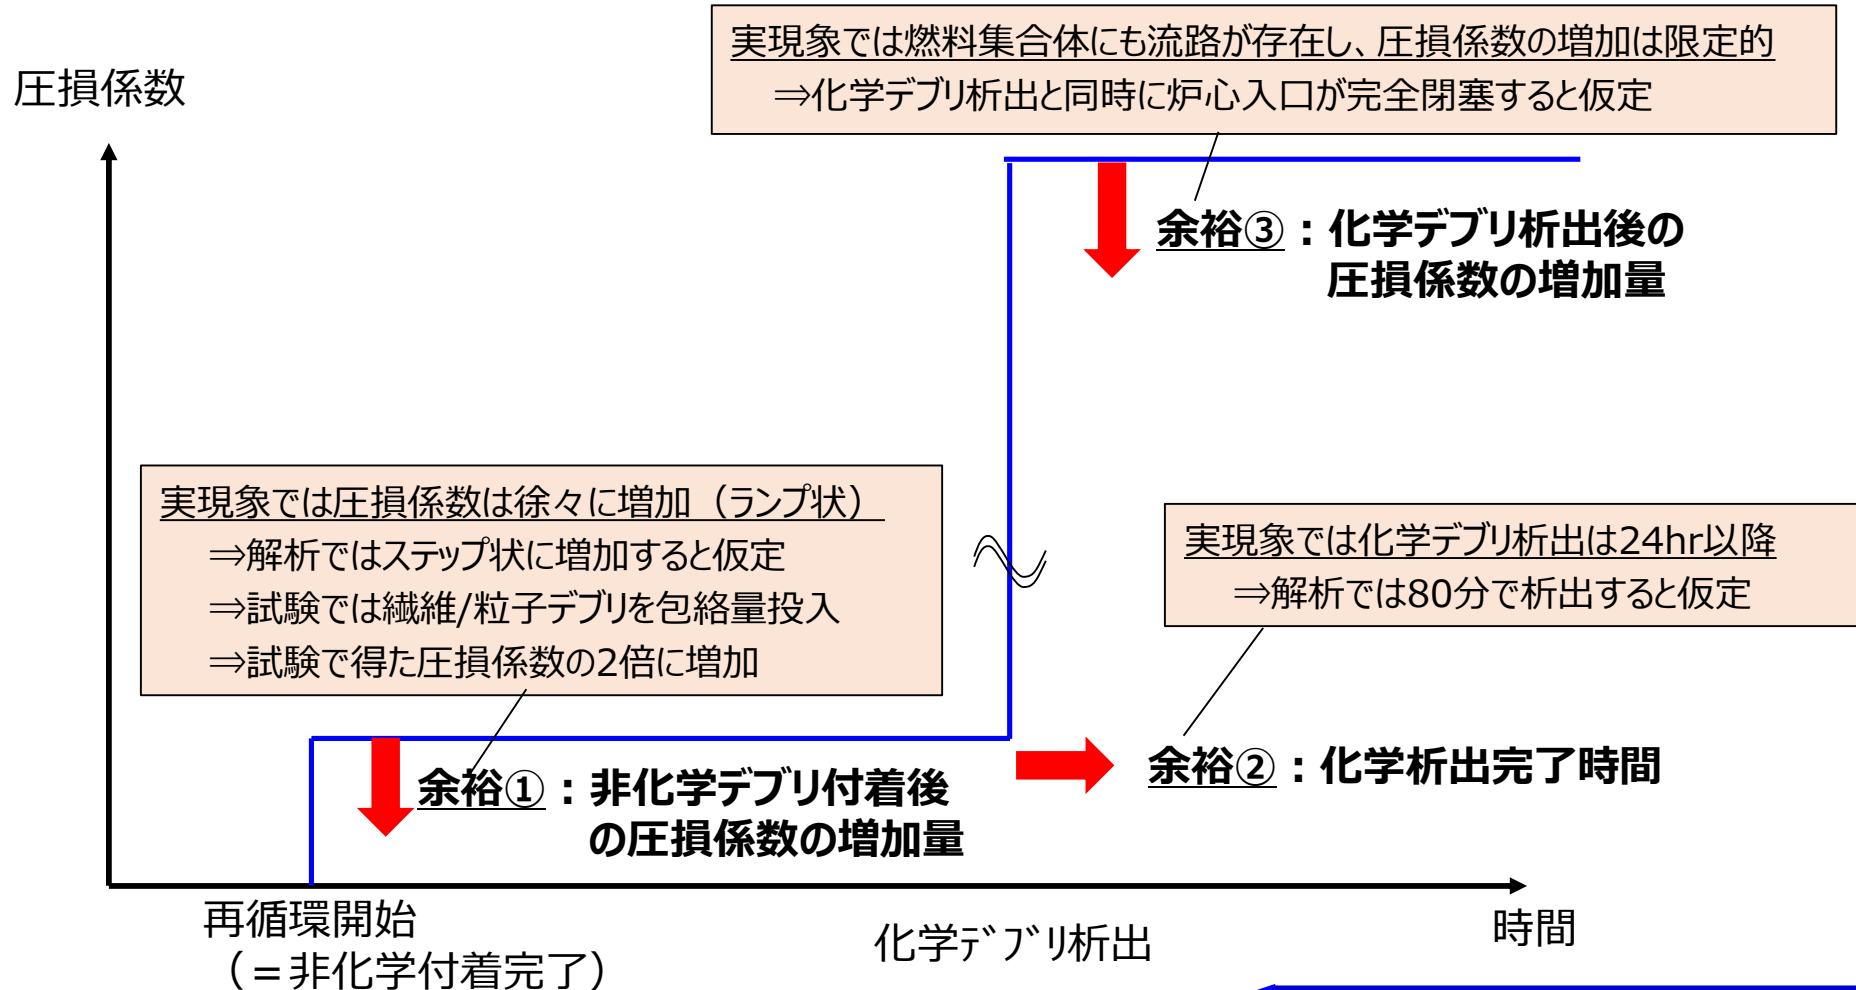 実現象では燃料集合体にも流路が存在し、圧損係数の増加は限定的
⇒化学デブリ析出と同時に炉心入口が完全閉塞すると仮定
圧損係数
余裕③：化学デブリ析出後の
圧損係数の増加量
実現象では圧損係数は徐々に増加（ランプ状）
⇒解析ではステップ状に増加すると仮定
⇒試験では繊維/粒子デブリを包絡量投入
⇒試験で得た圧損係数の2倍に増加
実現象では化学デブリ析出は24hr以降
⇒解析では80分で析出すると仮定
余裕①：非化学デブリ付着後
の圧損係数の増加量
余裕②：化学析出完了時間
再循環開始
（＝非化学付着完了）
化学ﾃﾞﾌﾞﾘ析出
時間